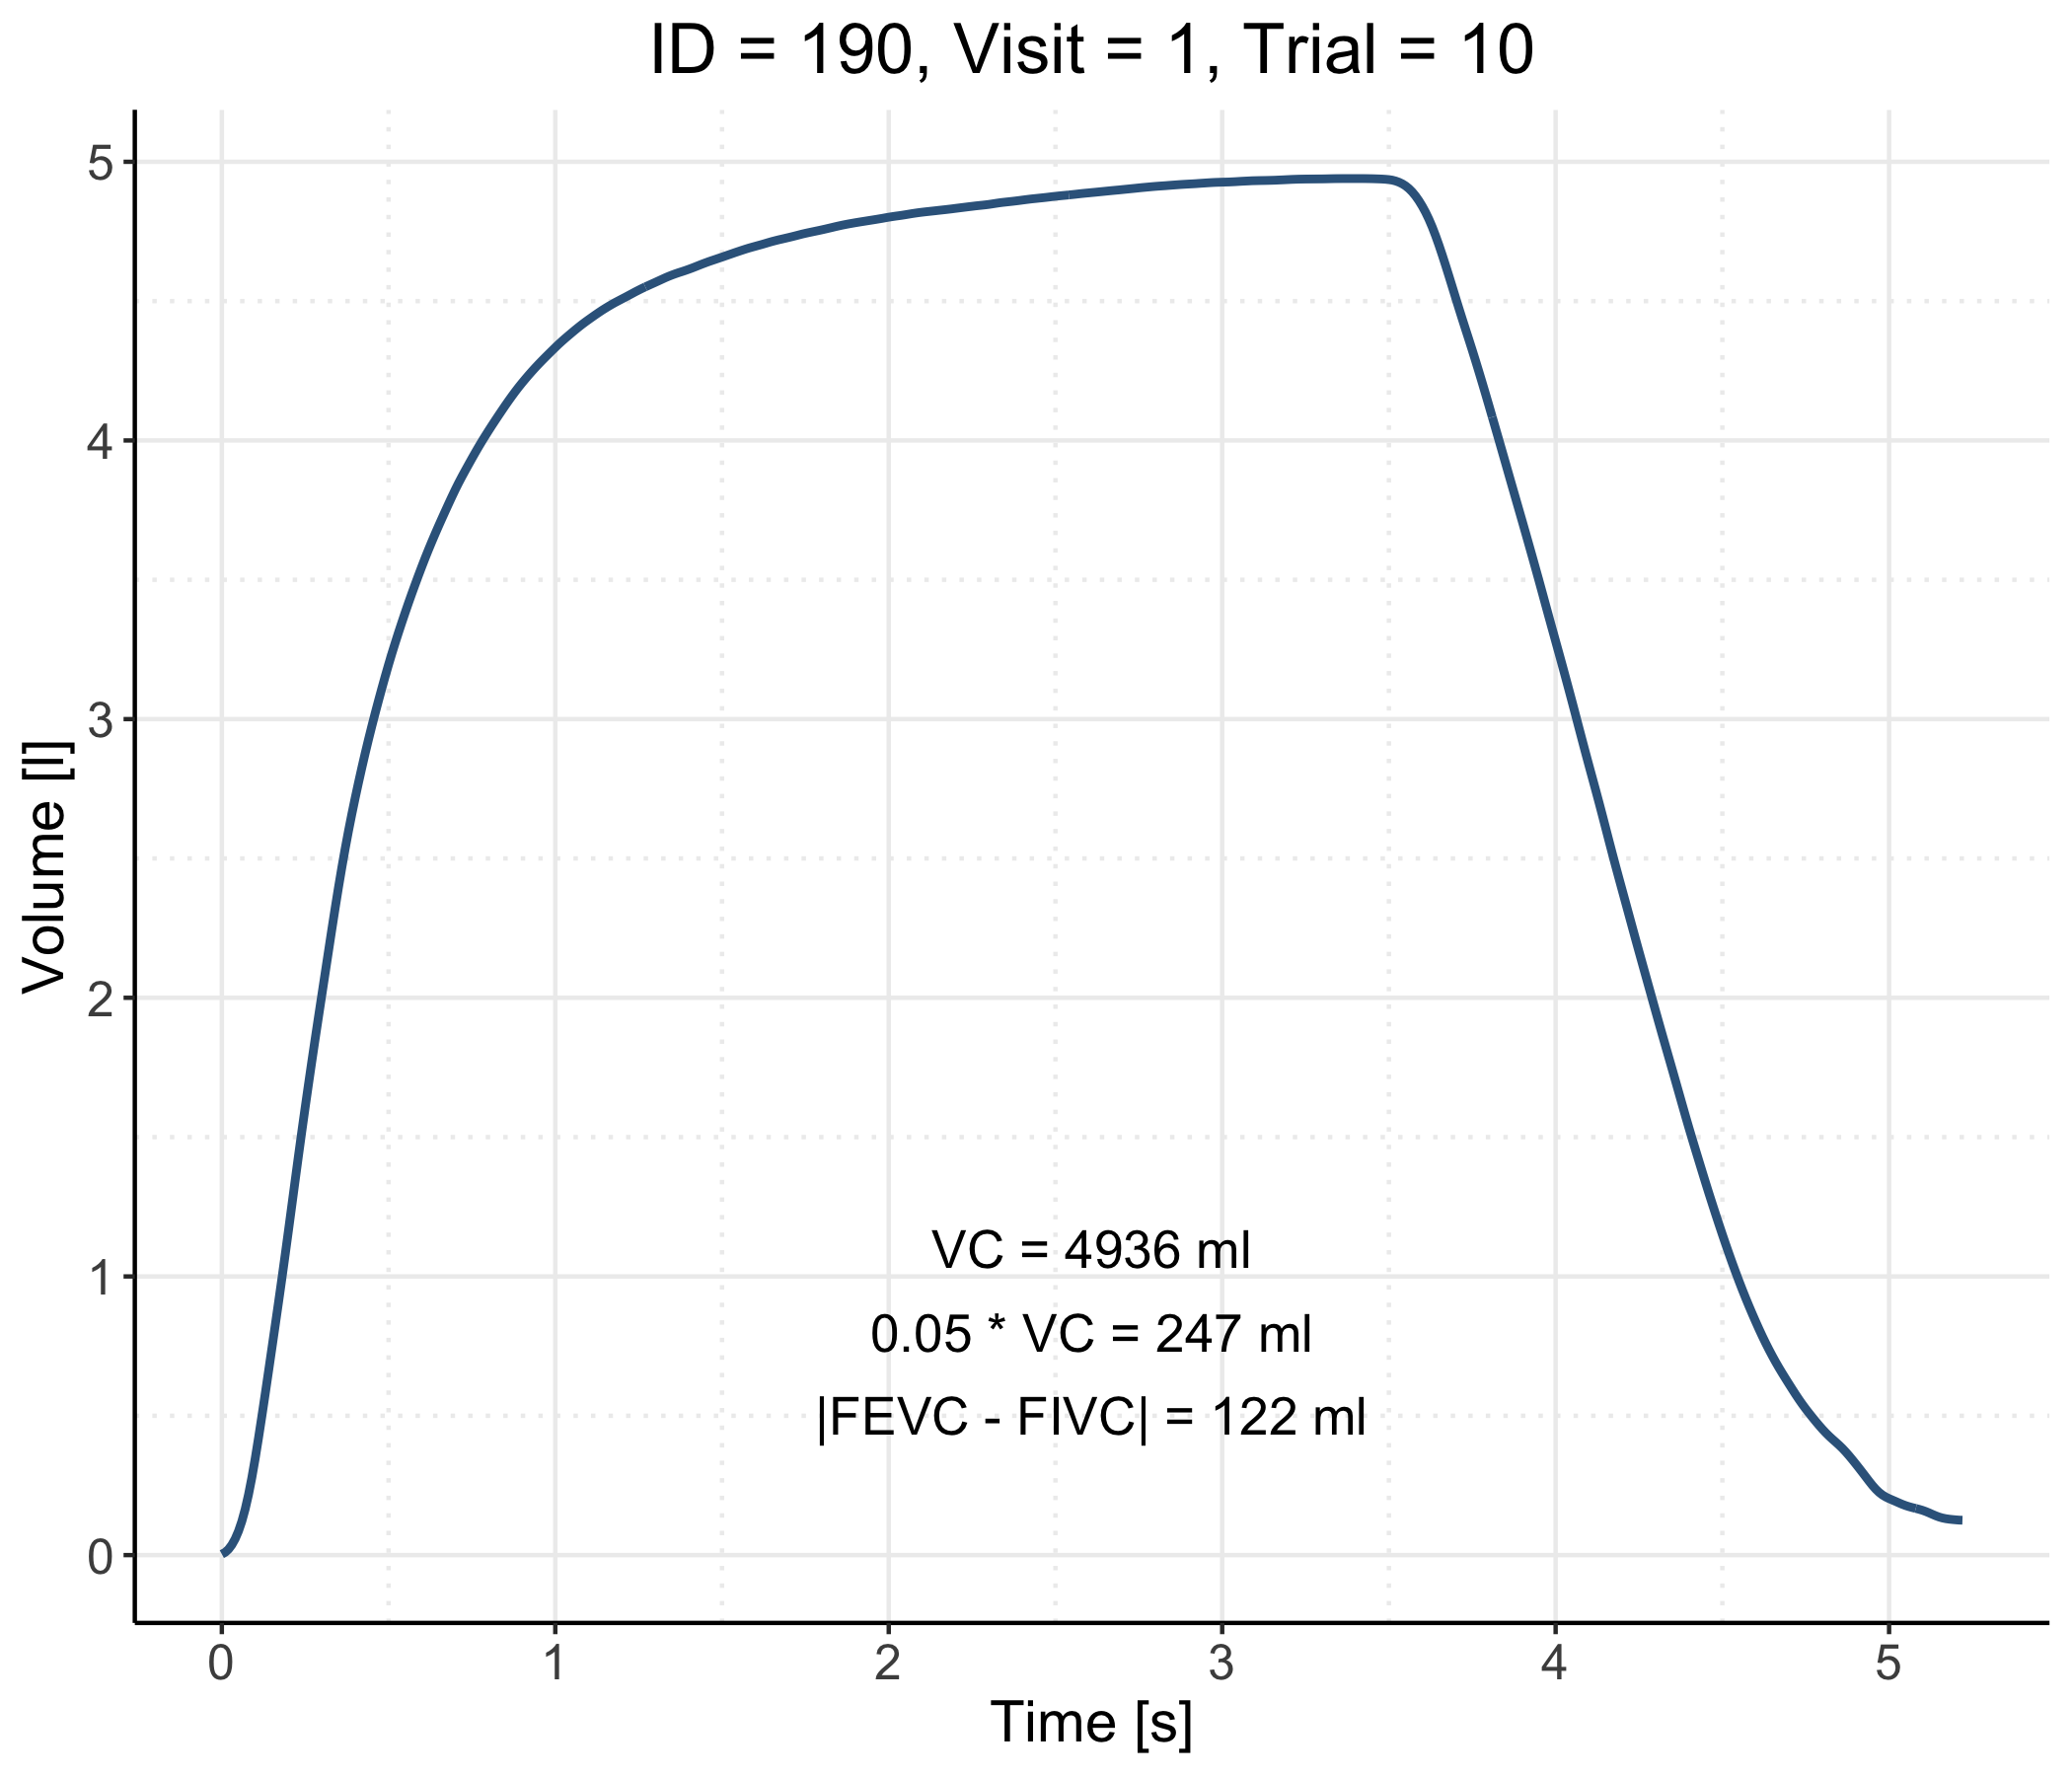 ID = 190, Visit = 1, Trial = 10
5
4
3
2
1
0
Volume [l]
VC = 4936 ml
0.05 * VC = 247 ml
|FEVC - FIVC| = 122 ml
0 1 2 3 4 5
Time [s]